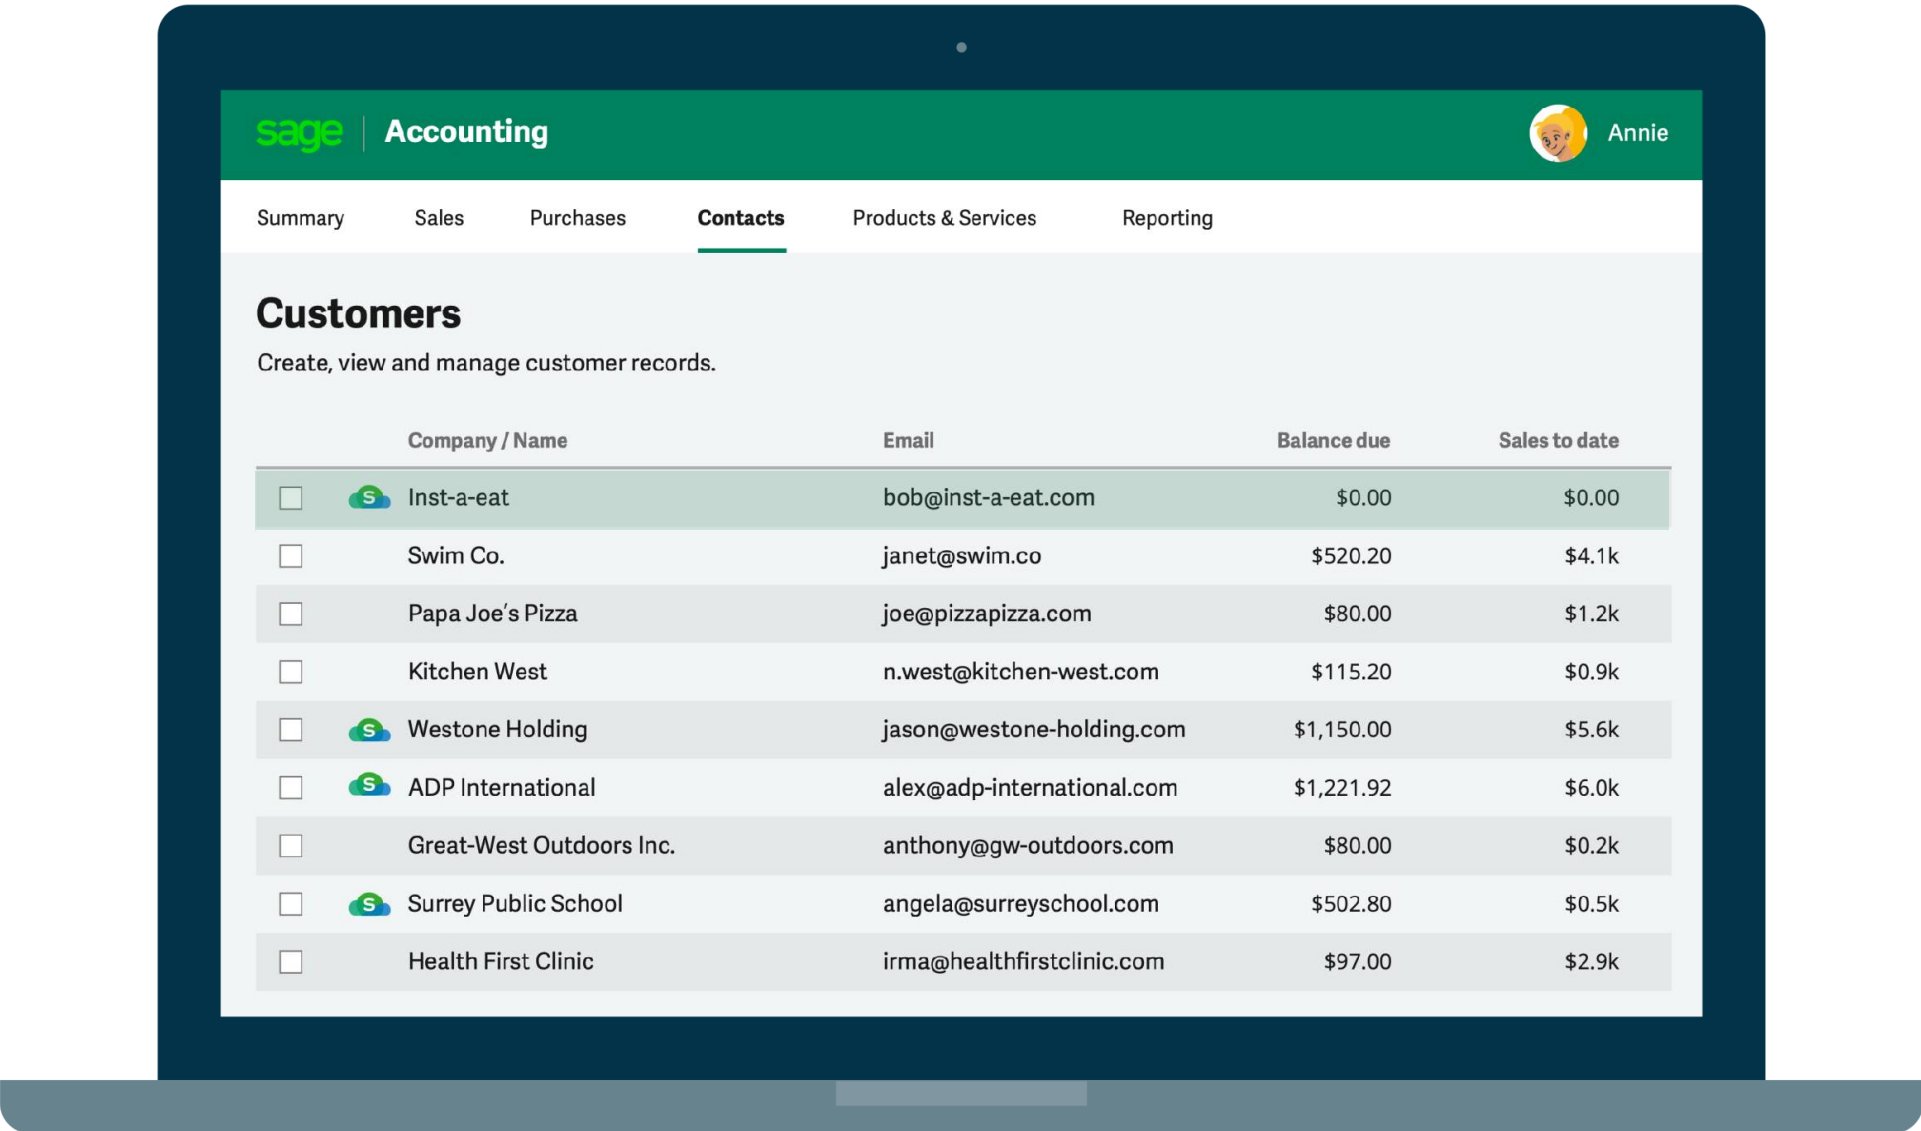 sage Accounting Annie
Summary Sales Purchases Contacts Products & Services Reporting
Customers
Create, view and manage customer records.
Company / Name Email Balance due Sales to date
S Inst-a-eat bob@inst-a-eat.com $0.00 $0.00
Swim Co. janet@swim.co $520.20 $4.1k
Papa Joe's Pizza joe@pizzapizza.com $80.00 $1.2k
Kitchen West n.west@kitchen-west.com $115.20 $0.9k
S Westone Holding jason@westone-holding.com $1,150.00 $5.6k
S ADP International alex@adp-international.com $1,221.92 $6.0k
Great-West Outdoors Inc. anthony@gw-outdoors.com $80.00 $0.2k
S Surrey Public School angela@surreyschool.com $502.80 $0.5k
Health First Clinic irma@healthfirstclinic.com $97.00 $2.9k